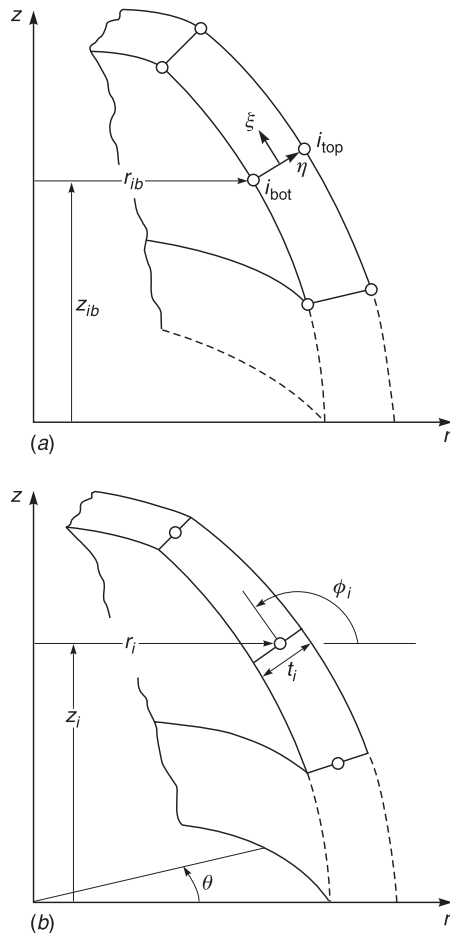 z
ξ
i_top
r_ib
i_bot
η
z_ib
r
(a)
z
ϕ_i
r_i
t_i
z_i
θ
r
(b)